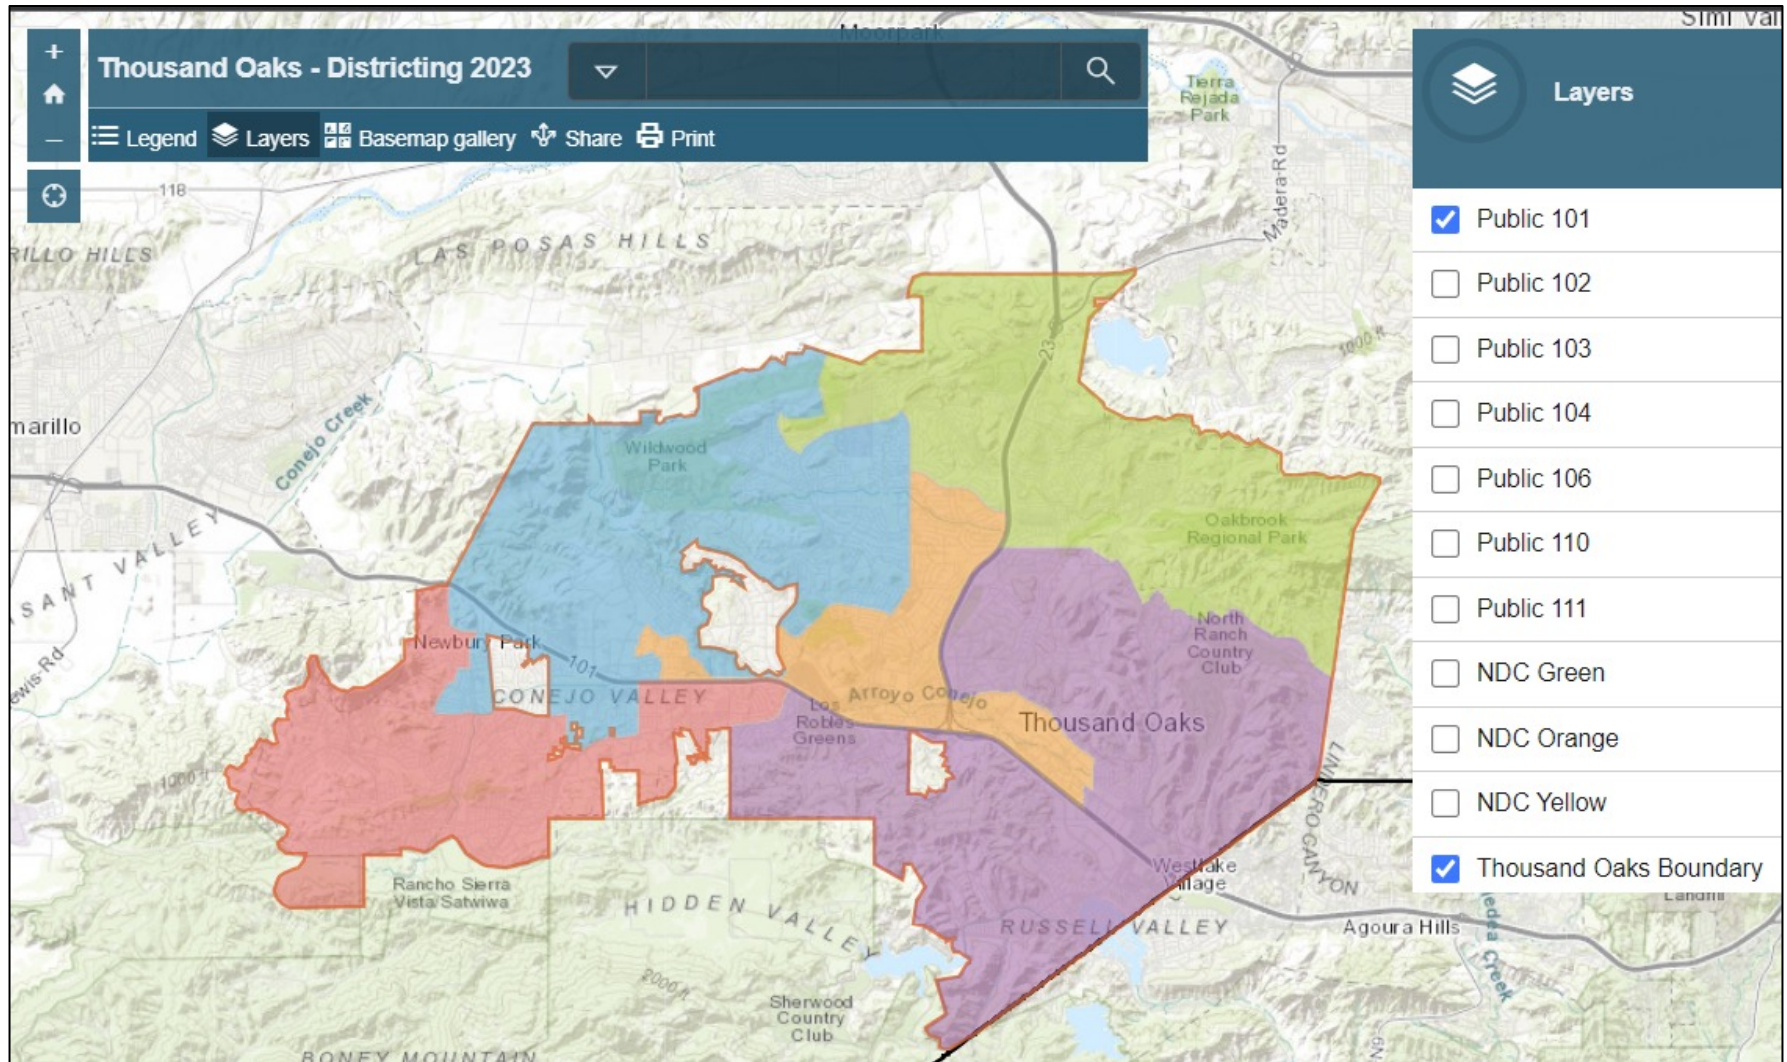 Moorpark
Simi Val
Thousand Oaks - Districting 2023
Legend
Layers
Basemap gallery
Share
Print
Layers
Public 101
Public 102
Public 103
Public 104
Public 106
Public 110
Public 111
NDC Green
NDC Orange
NDC Yellow
Thousand Oaks Boundary
Tierra
Rejada
Park
Madera Rd
118
RILLO HILLS
LAS POSAS HILLS
23
1000 ft
marillo
Conejo Creek
Wildwood
Park
SANT VALLEY
Oakbrook
Regional Park
Newbury Park
North
Ranch
Country
Club
ewis Rd
101
CONEJO VALLEY
Arroyo Conejo
Los
Robles
Greens
Thousand Oaks
1000 ft
LINDERO CANYON
Westlake
Village
Rancho Sierra
Vista/Satwiwa
HIDDEN VALLEY
RUSSELL VALLEY
Agoura Hills
Landfill
edea Creek
2000 ft
Sherwood
Country
Club
BONEY MOUNTAIN